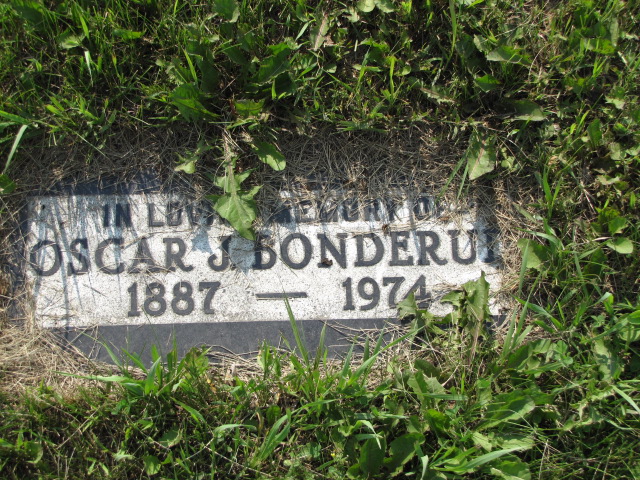 IN LOVING MEMORY OF
OSCAR J. BONDERUD
1887 — 1974